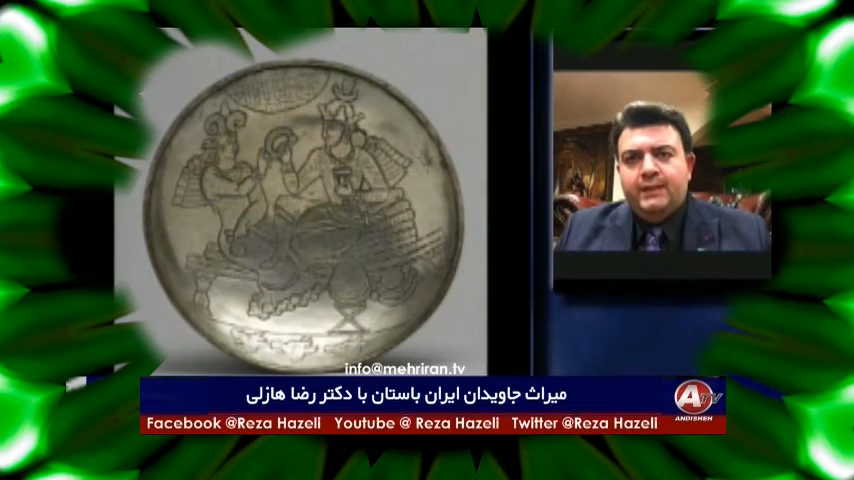 info@mehriran.tv
میراث جاویدان ایران باستان با دکتر رضا هازلی
ATV
ANDISHEH
Facebook @Reza Hazeli Youtube @ Reza Hazeli Twitter @Reza Hazeli